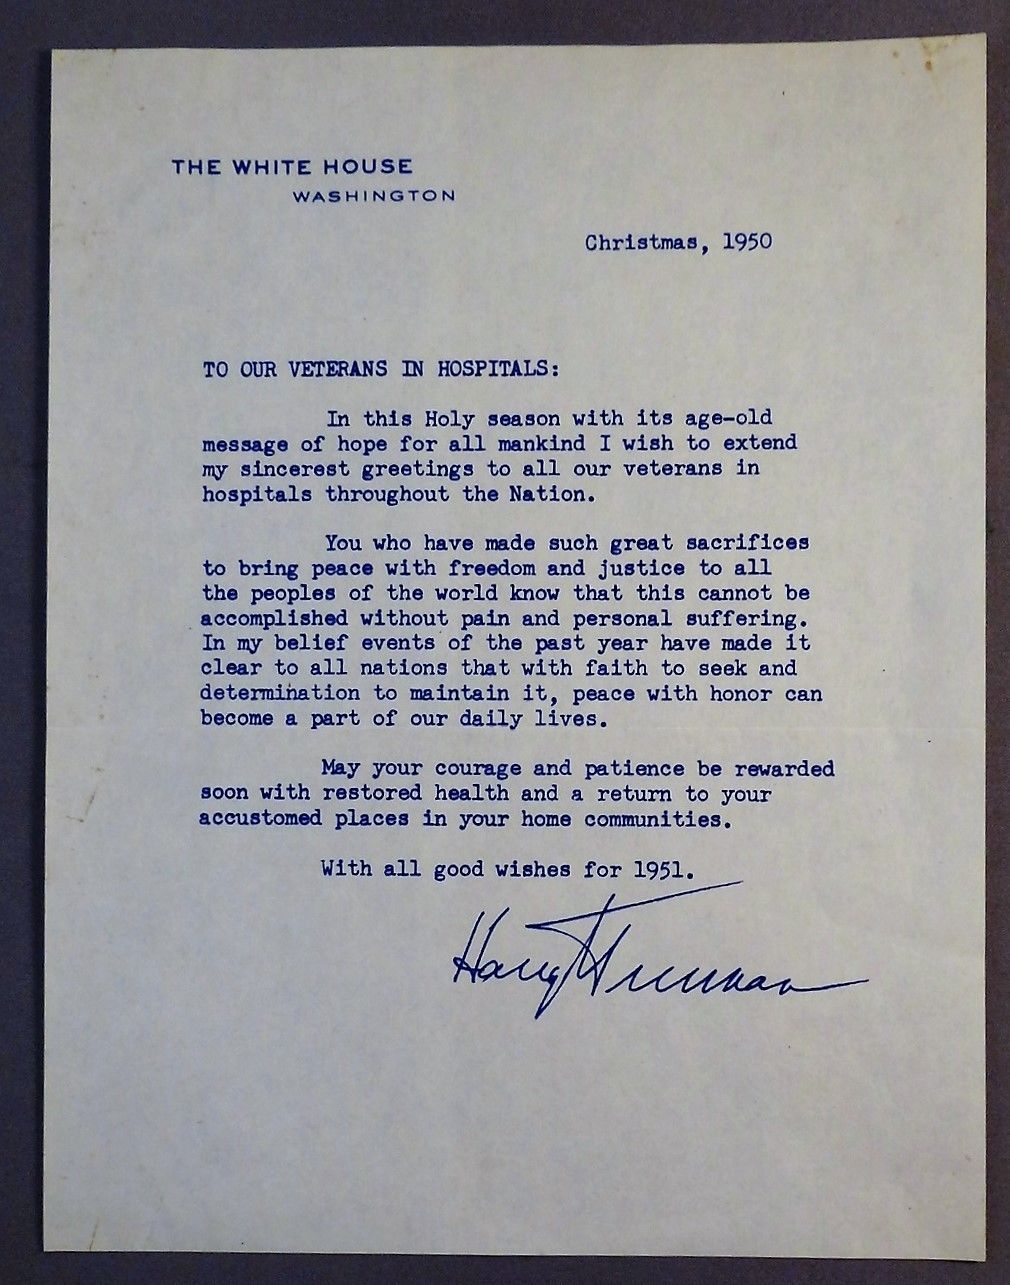 THE WHITE HOUSE
WASHINGTON
Christmas, 1950
TO OUR VETERANS IN HOSPITALS:
In this Holy season with its age-old
message of hope for all mankind I wish to extend
my sincerest greetings to all our veterans in
hospitals throughout the Nation.
You who have made such great sacrifices
to bring peace with freedom and justice to all
the peoples of the world know that this cannot be
accomplished without pain and personal suffering.
In my belief events of the past year have made it
clear to all nations that with faith to seek and
determination to maintain it, peace with honor can
become a part of our daily lives.
May your courage and patience be rewarded
soon with restored health and a return to your
accustomed places in your home communities.
With all good wishes for 1951.
Harry Truman